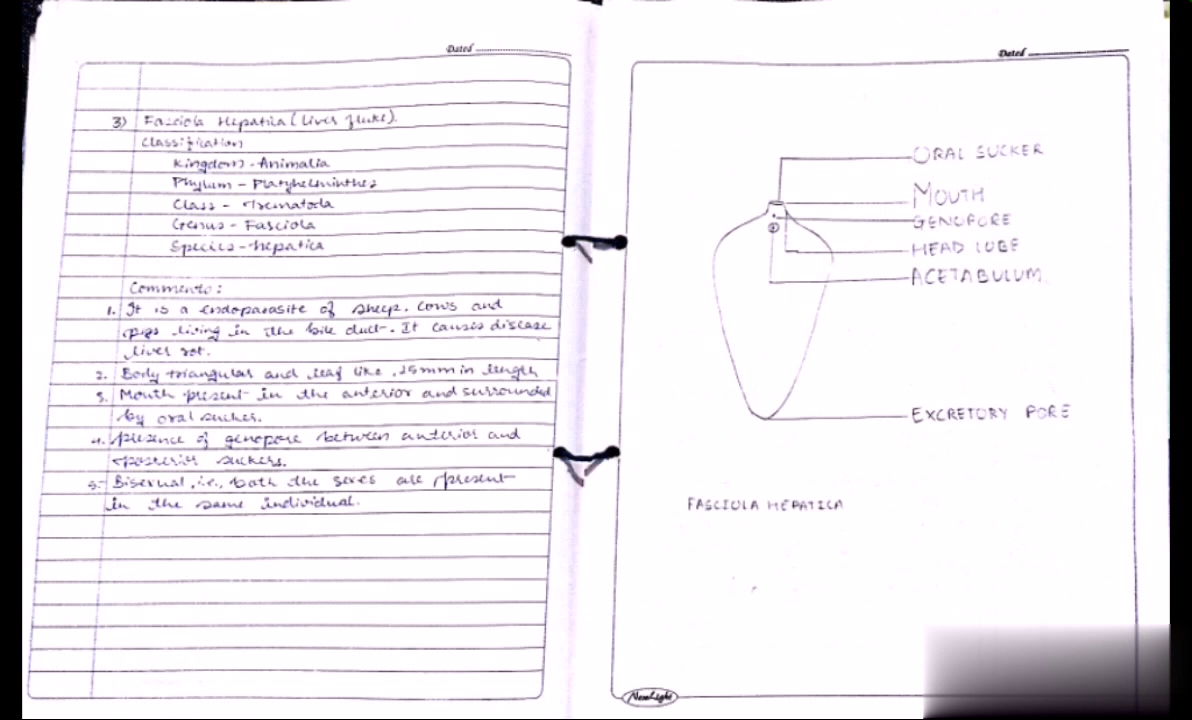 Dated
3) Fasciola Hepatica (liver fluke).
Classification
Kingdom - Animalia
Phylum - Platyhelminthes
Class - Trematoda
Genus - Fasciola
Species - hepatica
Comments:
1. It is a endoparasite of sheep, cows and
pigs living in the bile duct. It causes disease
liver rot.
2. Body triangular and leaf like, 25mm in length
3. Mouth present in the anterior and surrounded
by oral sucker.
4. presence of genopore between anterior and
posterior suckers.
5. Bisexual, i.e., both the sexes are present
in the same individual.
Dated
ORAL SUCKER
MOUTH
GENOPORE
HEAD LOBE
ACETABULUM
EXCRETORY PORE
FASCIOLA HEPATICA
NewLight